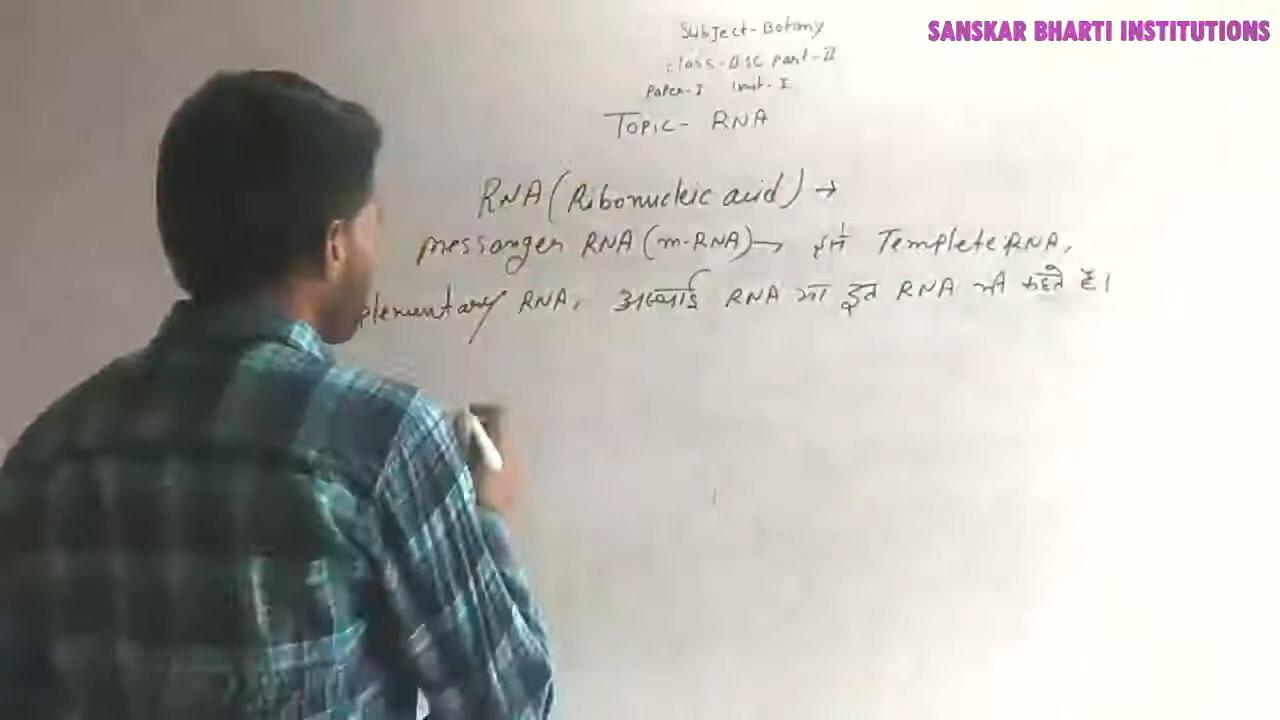 SANSKAR BHARTI INSTITUTIONS
Subject-Botany
class-BSC part-II
Paper-I Unit-I
Topic- RNA
RNA (Ribonucleic acid) →
messanger RNA (m-RNA) → इसे Templete RNA,
plementary RNA, अस्थाई RNA या दूत RNA भी कहते है।